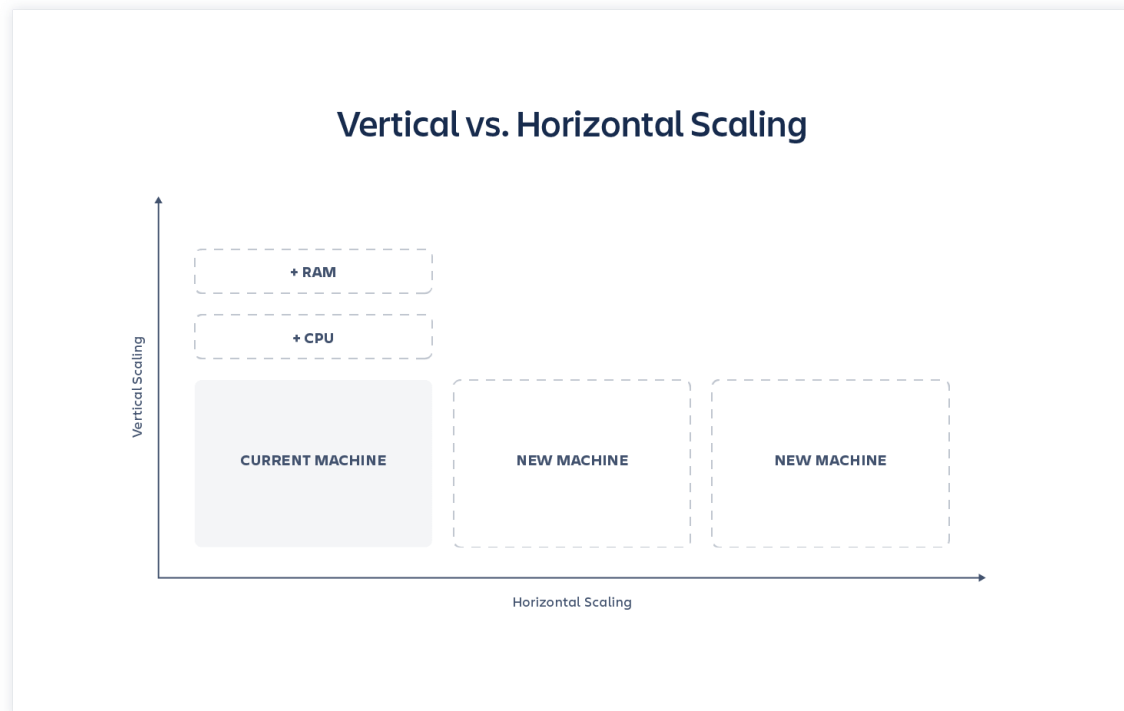 Vertical vs. Horizontal Scaling
+ RAM
+ CPU
Vertical Scaling
CURRENT MACHINE
NEW MACHINE
NEW MACHINE
Horizontal Scaling